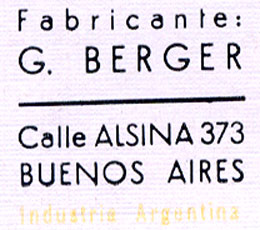 Fabricante:
G. BERGER
Calle ALSINA 373
BUENOS AIRES
Industria Argentina